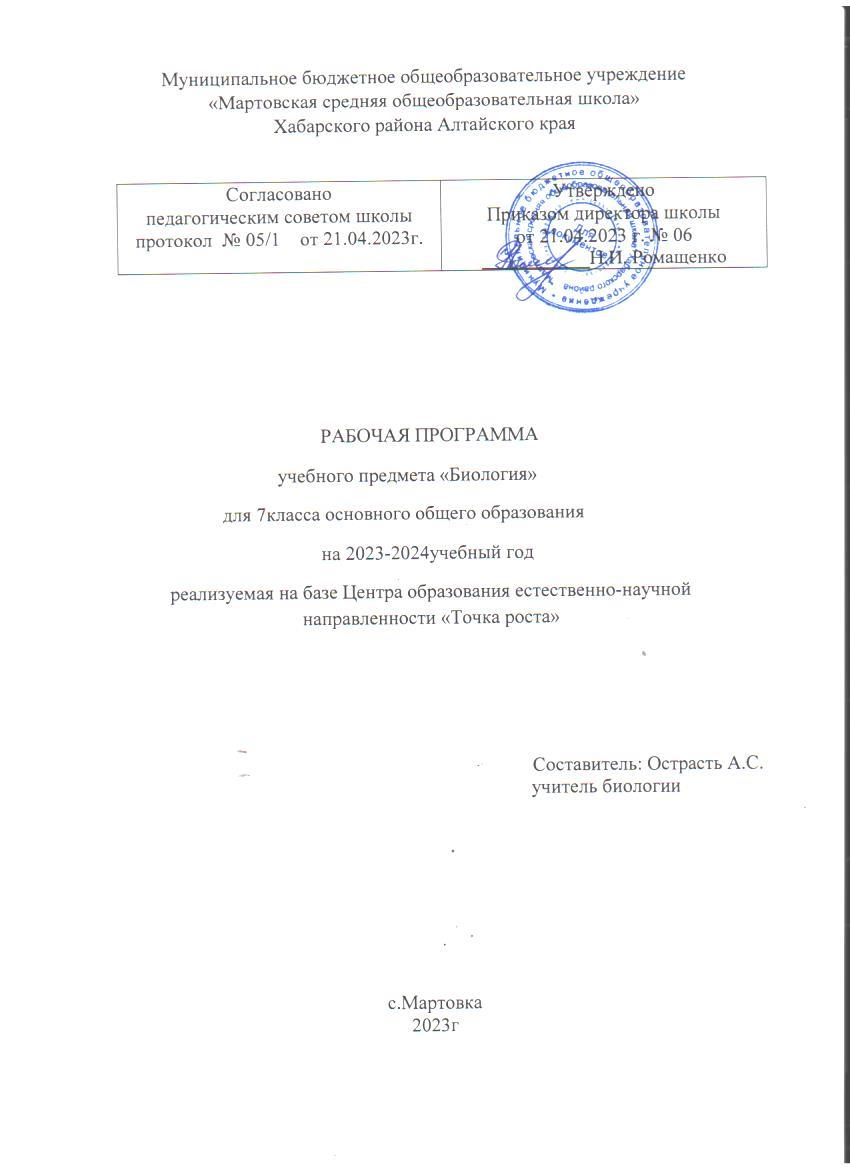 Муниципальное бюджетное общеобразовательное учреждение
«Мартовская средняя общеобразовательная школа»
Хабарского района Алтайского края
Согласовано
педагогическим советом школы
протокол № 05/1 от 21.04.2023г.
Утверждено
Приказом директора школы
от 21.04.2023 г. № 06
Н.И. Ромащенко
Для
документов
РАБОЧАЯ ПРОГРАММА
учебного предмета «Биология»
для 7класса основного общего образования
на 2023-2024учебный год
реализуемая на базе Центра образования естественно-научной
направленности «Точка роста»
Составитель: Острасть А.С.
учитель биологии
с.Мартовка
2023г